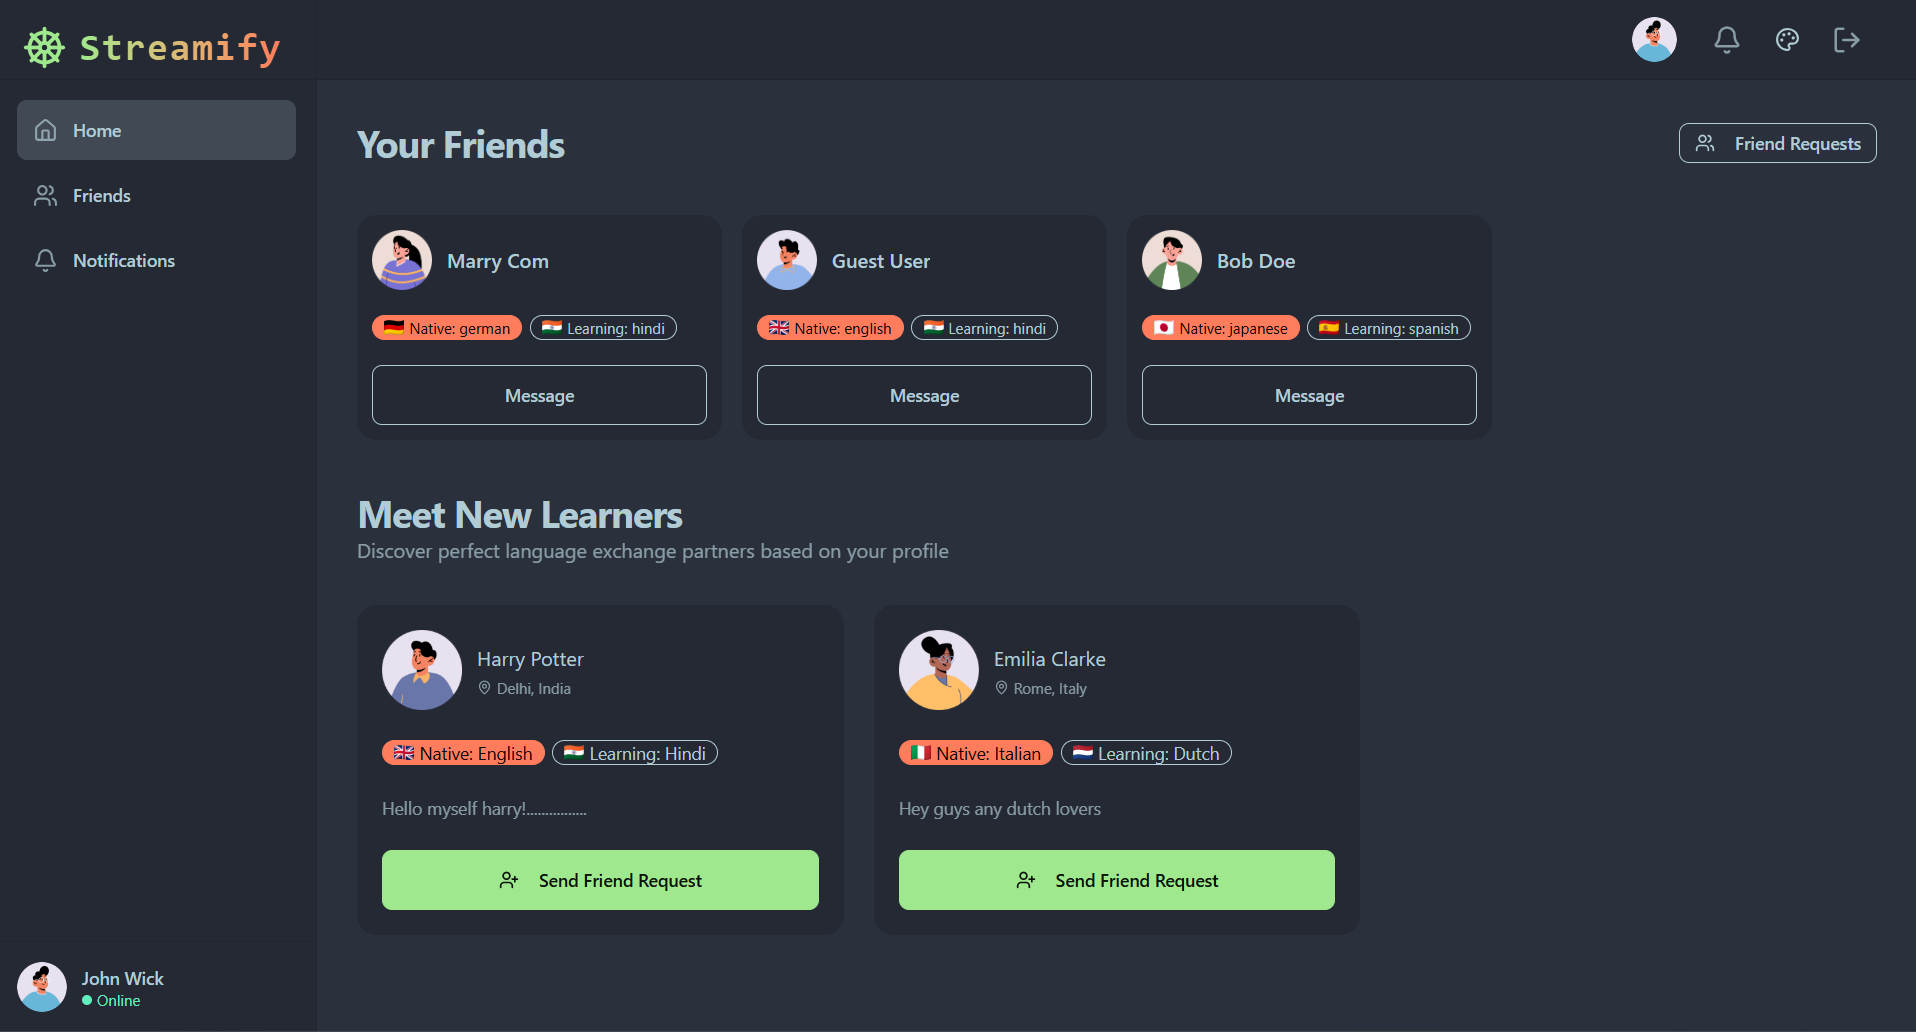 Streamify
Home
Friends
Notifications
Your Friends
Friend Requests
Marry Com
Native: german
Learning: hindi
Message
Guest User
Native: english
Learning: hindi
Message
Bob Doe
Native: japanese
Learning: spanish
Message
Meet New Learners
Discover perfect language exchange partners based on your profile
Harry Potter
Delhi, India
Native: English
Learning: Hindi
Hello myself harry!................
Send Friend Request
Emilia Clarke
Rome, Italy
Native: Italian
Learning: Dutch
Hey guys any dutch lovers
Send Friend Request
John Wick
Online